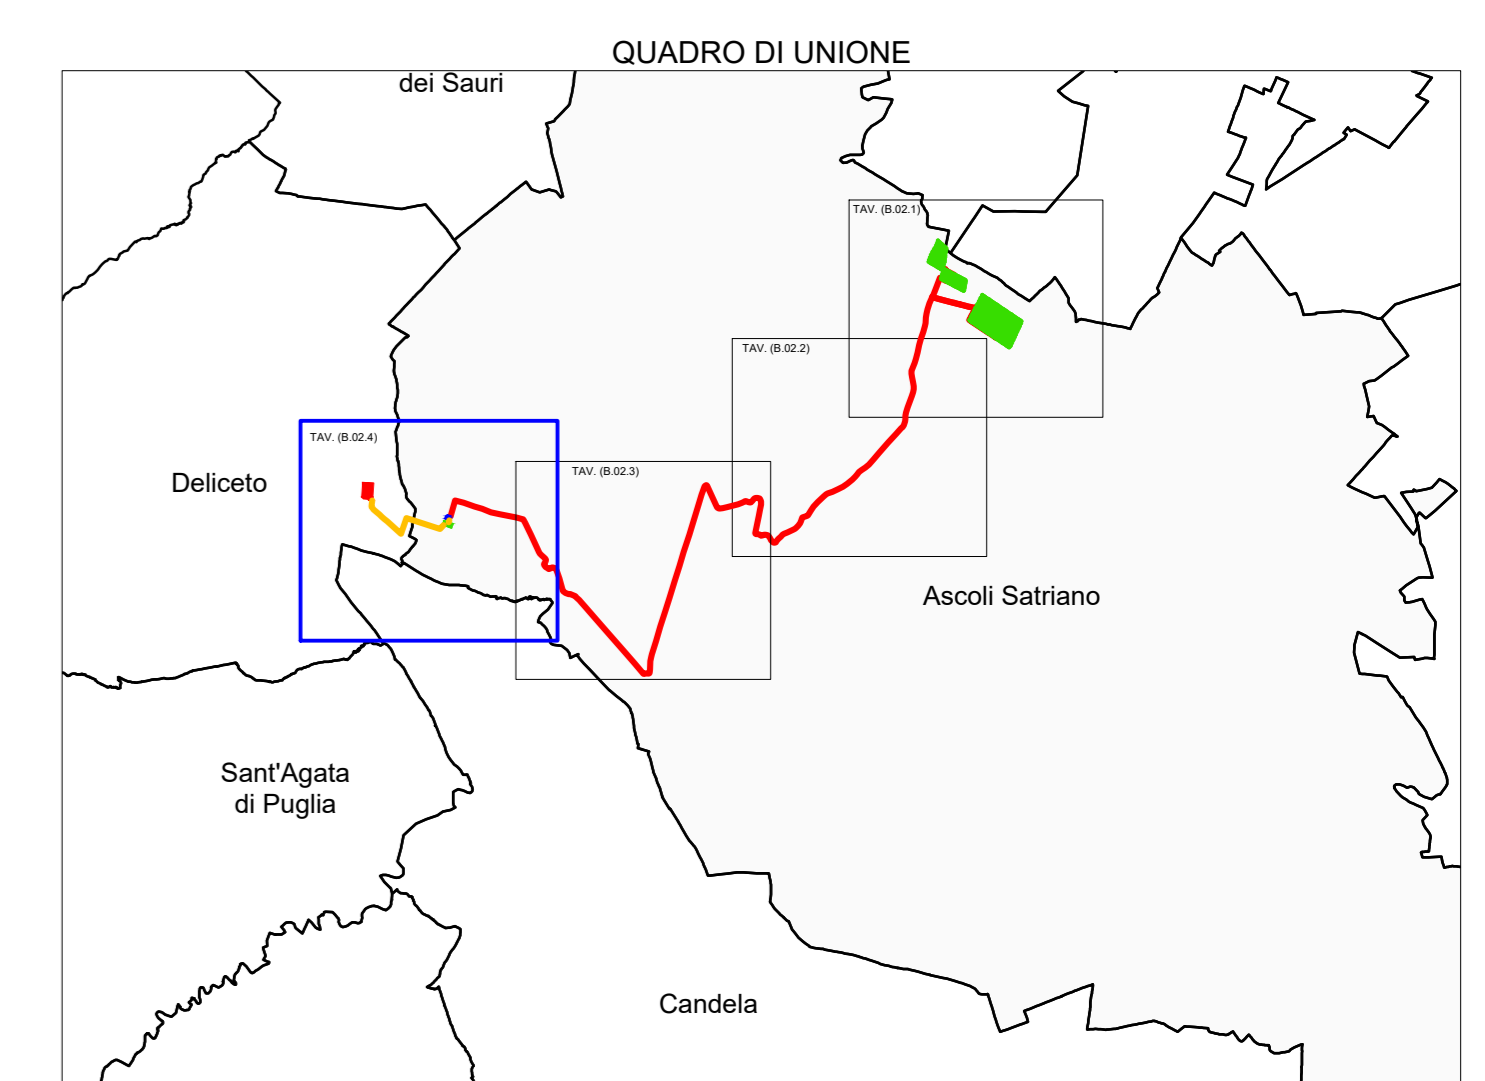 QUADRO DI UNIONE
dei Sauri
TAV. (B.02.1)
TAV. (B.02.2)
TAV. (B.02.4)
TAV. (B.02.3)
Deliceto
Ascoli Satriano
Sant'Agata
di Puglia
Candela